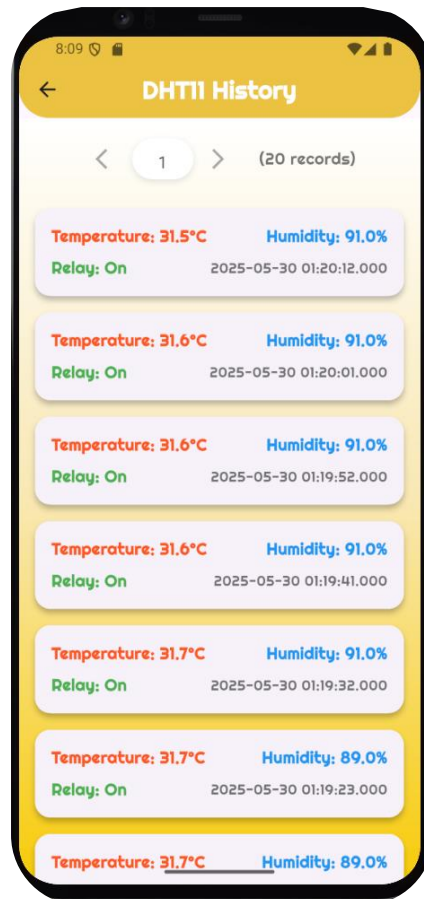 8:09
DHT11 History
1
(20 records)
Temperature: 31.5°C Humidity: 91.0%
Relay: On 2025-05-30 01:20:12.000
Temperature: 31.6°C Humidity: 91.0%
Relay: On 2025-05-30 01:20:01.000
Temperature: 31.6°C Humidity: 91.0%
Relay: On 2025-05-30 01:19:52.000
Temperature: 31.6°C Humidity: 91.0%
Relay: On 2025-05-30 01:19:41.000
Temperature: 31.7°C Humidity: 91.0%
Relay: On 2025-05-30 01:19:32.000
Temperature: 31.7°C Humidity: 89.0%
Relay: On 2025-05-30 01:19:23.000
Temperature: 31.7°C Humidity: 89.0%